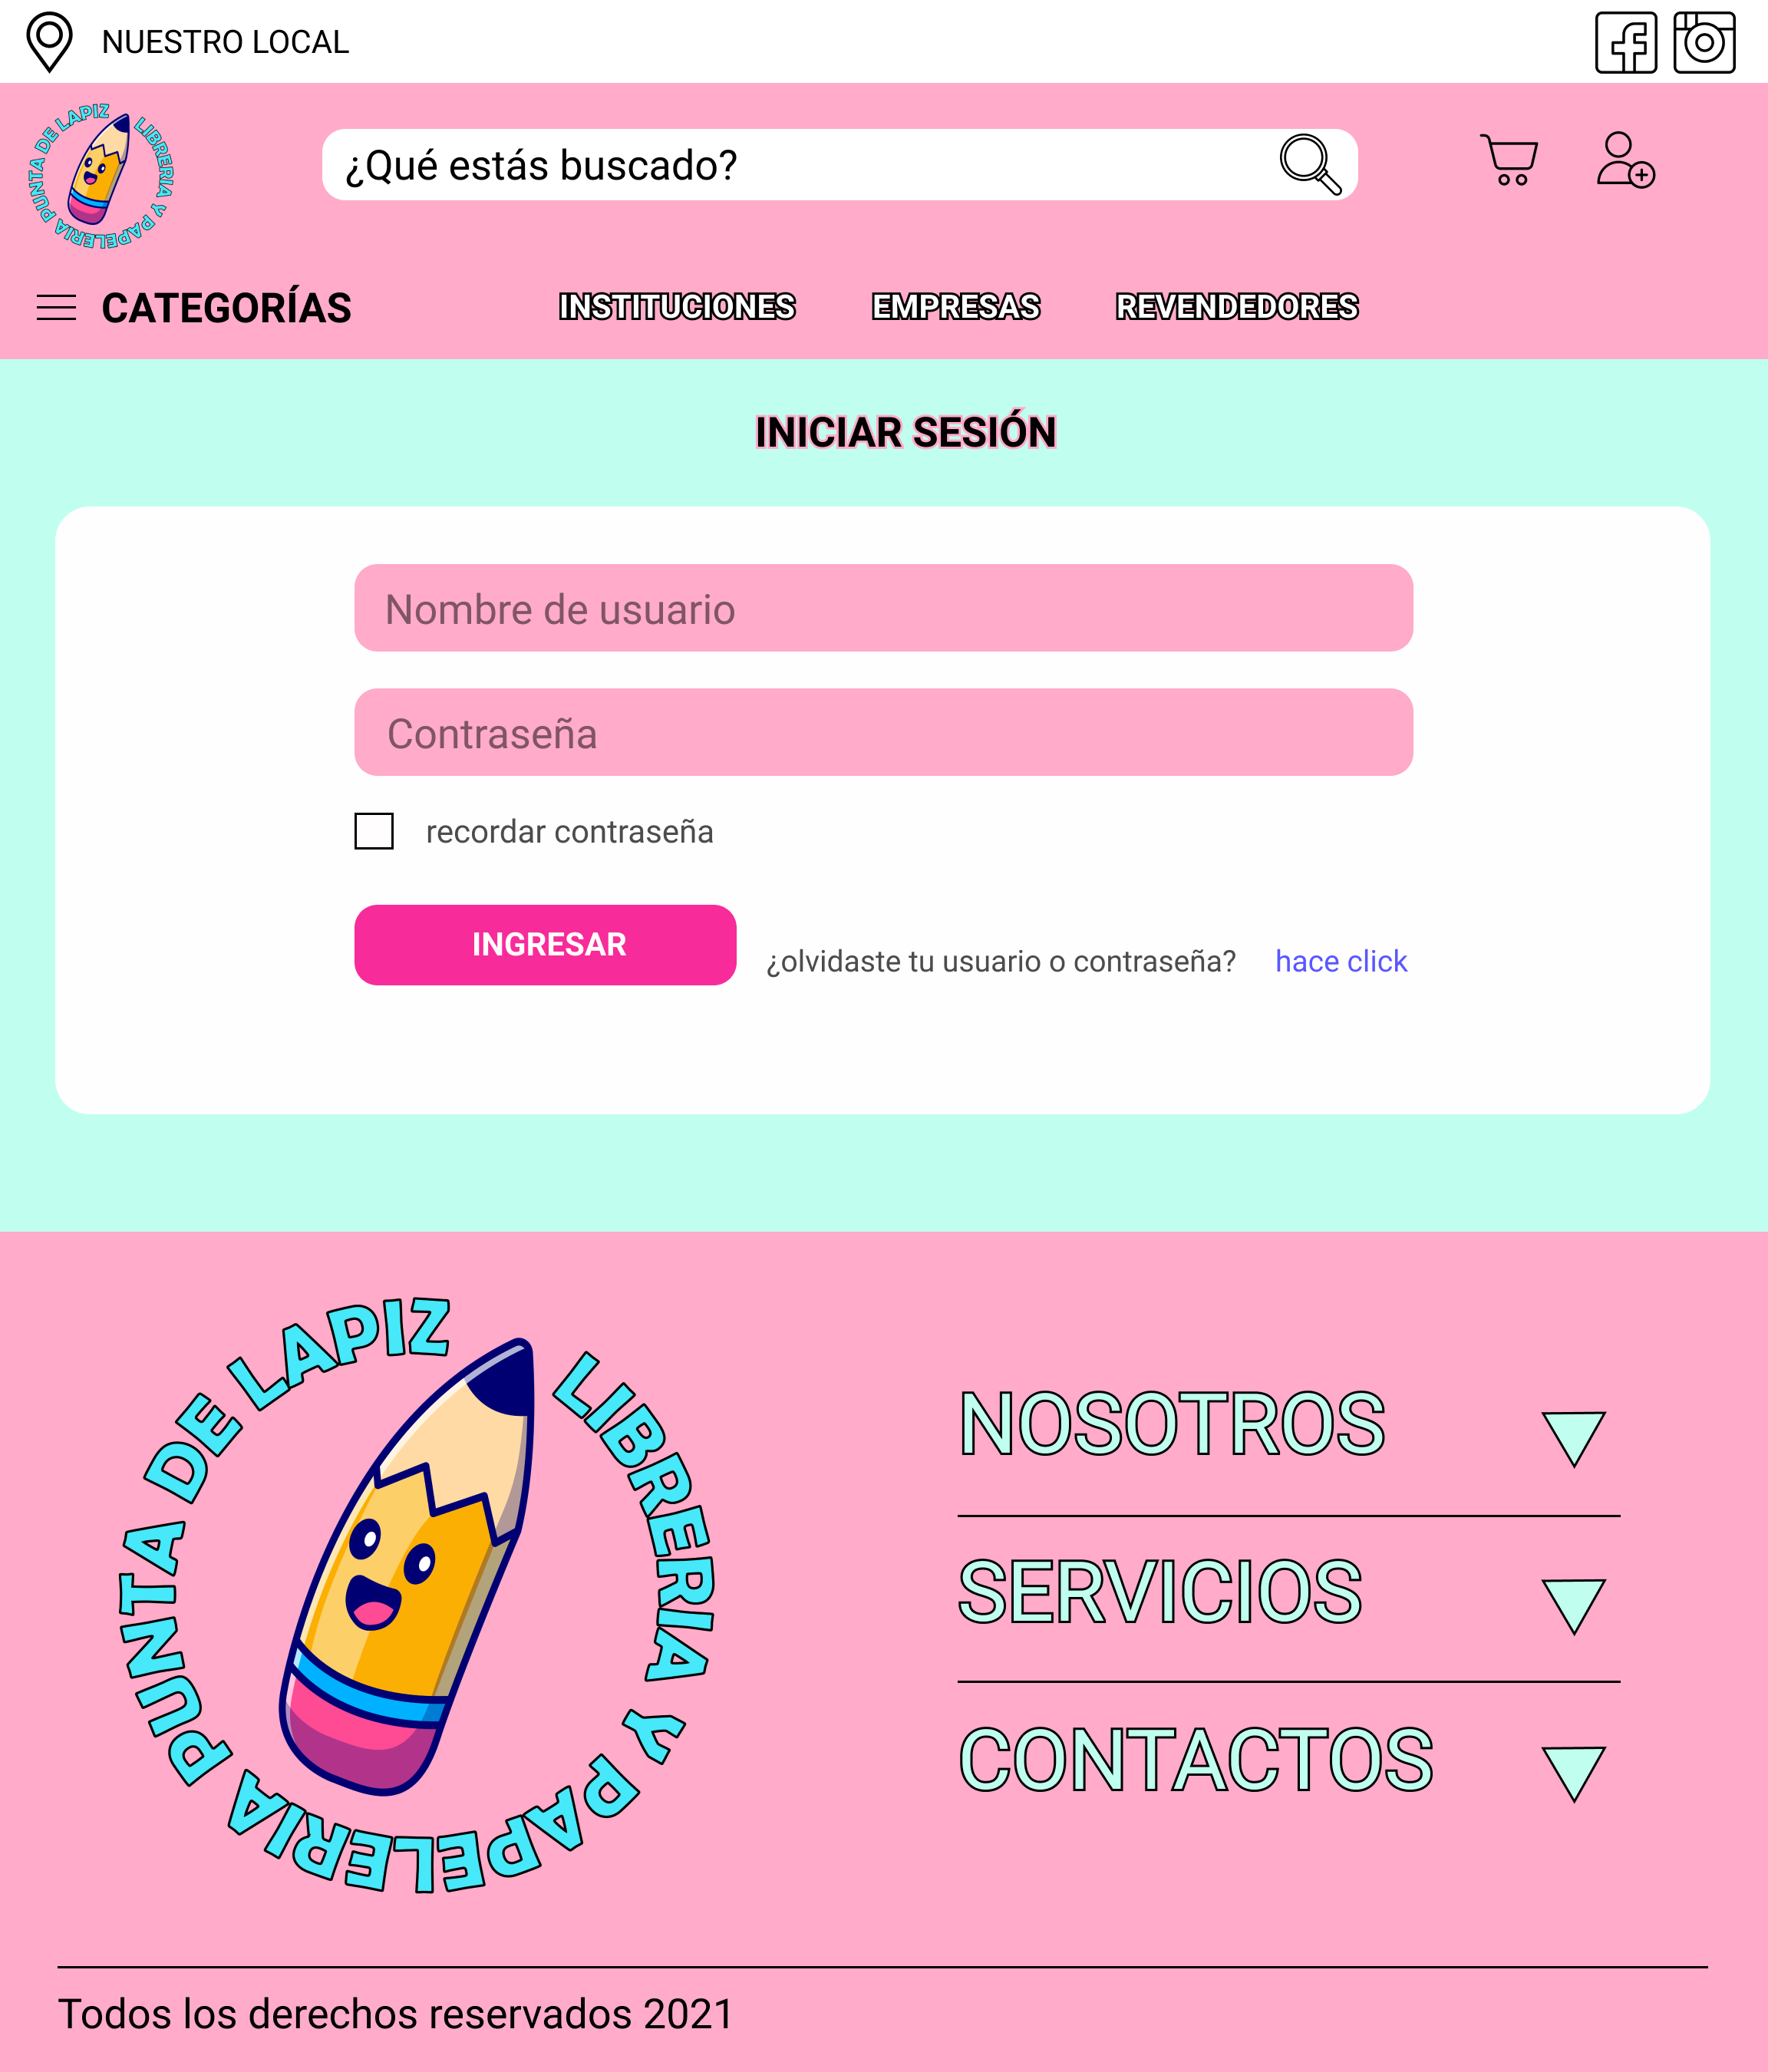 NUESTRO LOCAL
LIBRERIA Y PAPELERIA PUNTA DE LAPIZ
¿Qué estás buscado?
CATEGORÍAS
INSTITUCIONES
EMPRESAS
REVENDEDORES
INICIAR SESIÓN
Nombre de usuario
Contraseña
recordar contraseña
INGRESAR
¿olvidaste tu usuario o contraseña? hace click
LIBRERIA Y PAPELERIA PUNTA DE LAPIZ
NOSOTROS
SERVICIOS
CONTACTOS
Todos los derechos reservados 2021